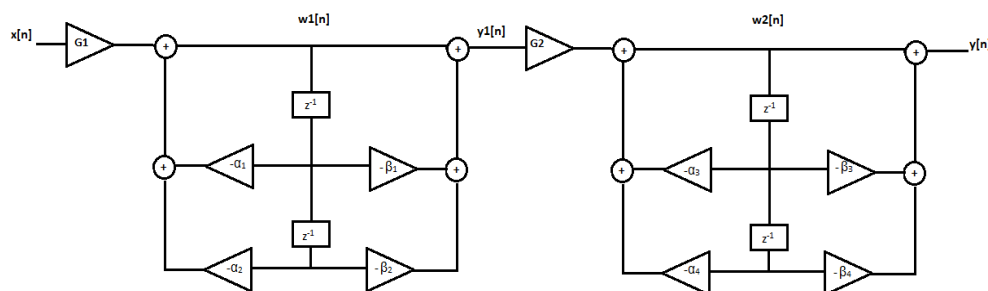 w1[n]
w2[n]
x[n]
G1
+
+
y1[n]
G2
+
+
y[n]
z-1
z-1
+
-α1
-β1
+
+
-α3
-β3
+
z-1
z-1
-α2
-β2
-α4
-β4